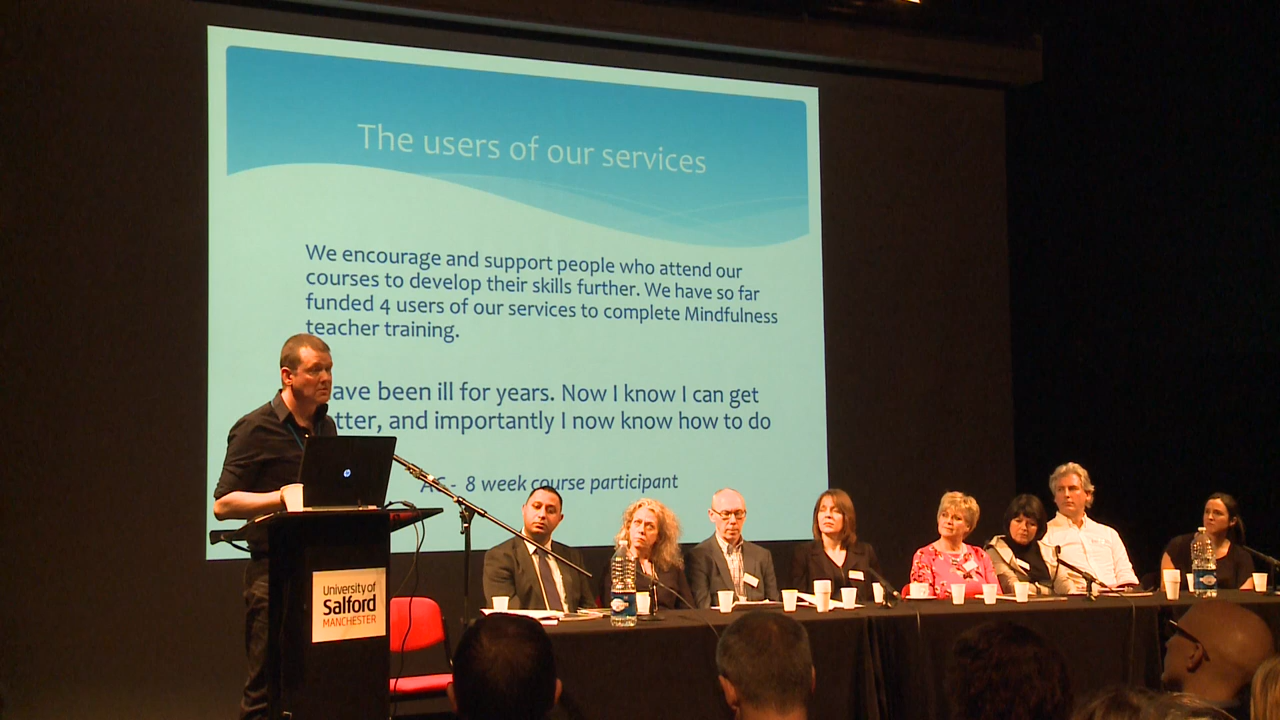 The users of our services
We encourage and support people who attend our
courses to develop their skills further. We have so far
funded 4 users of our services to complete Mindfulness
teacher training.
been ill for years. Now I know I can get
and importantly I now know how to do
8 week course participant
University of
Salford
MANCHESTER
hp